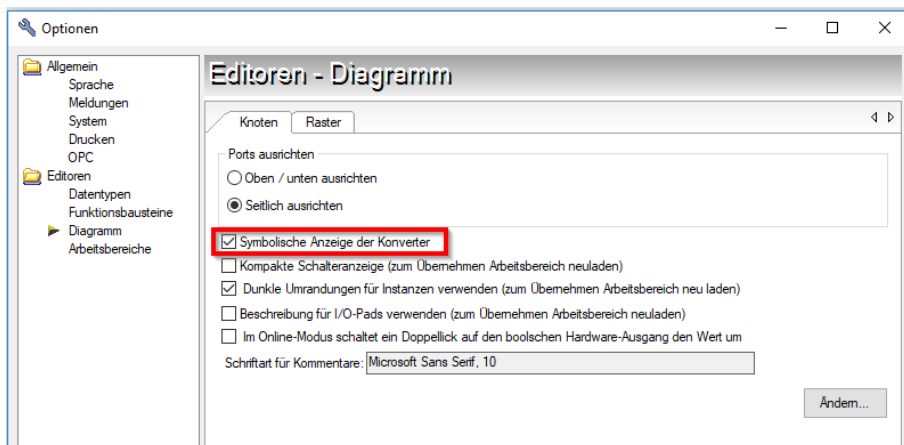 Optionen
Allgemein
Sprache
Meldungen
System
Drucken
OPC
Editoren
Datentypen
Funktionsbausteine
Diagramm
Arbeitsbereiche
Editoren - Diagramm
Knoten Raster
Ports ausrichten
Oben / unten ausrichten
Seitlich ausrichten
Symbolische Anzeige der Konverter
Kompakte Schalteranzeige (zum Übernehmen Arbeitsbereich neuladen)
Dunkle Umrandungen für Instanzen verwenden (zum Übernehmen Arbeitsbereich neu laden)
Beschreibung für I/O-Pads verwenden (zum Übernehmen Arbeitsbereich neuladen)
Im Online-Modus schaltet ein Doppellick auf den boolschen Hardware-Ausgang den Wert um
Schriftart für Kommentare: Microsoft Sans Serif, 10
Ändern...